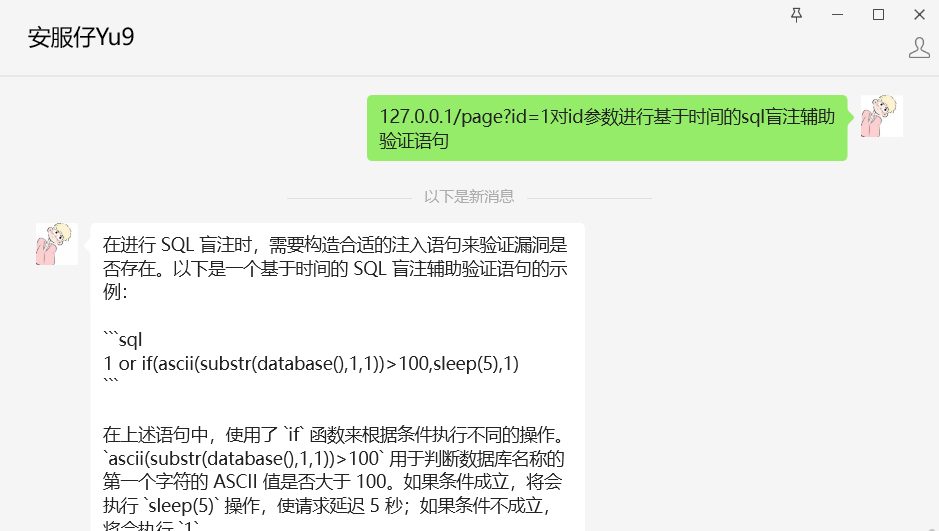 安服仔Yu9
127.0.0.1/page?id=1对id参数进行基于时间的sql盲注辅助
验证语句
以下是新消息
在进行 SQL 盲注时，需要构造合适的注入语句来验证漏洞是
否存在。以下是一个基于时间的 SQL 盲注辅助验证语句的示
例：
```sql
1 or if(ascii(substr(database(),1,1))>100,sleep(5),1)
```
在上述语句中，使用了 `if` 函数来根据条件执行不同的操作。
`ascii(substr(database(),1,1))>100` 用于判断数据库名称的
第一个字符的 ASCII 值是否大于 100。如果条件成立，将会
执行 `sleep(5)` 操作，使请求延迟 5 秒；如果条件不成立，
将会执行 `1`